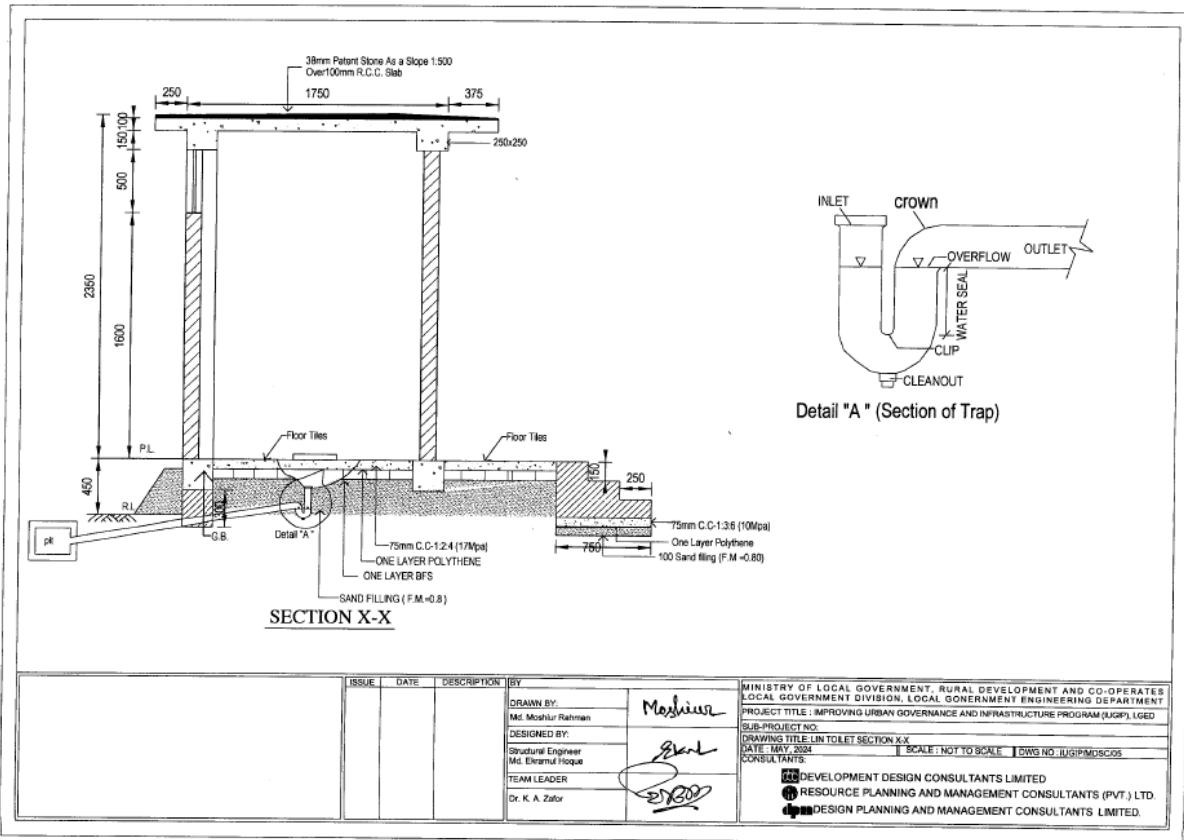 38mm Patent Stone As a Slope 1:500
Over100mm R.C.C. Slab
250
1750
375
100
150
250x250
500
2350
1600
P.L.
Floor Tiles
Floor Tiles
450
R.L.
300
150
250
pit
G.B.
Detail "A"
75mm C.C-1:2:4 (17Mpa)
ONE LAYER POLYTHENE
ONE LAYER BFS
SAND FILLING ( F.M.=0.8 )
75mm C.C-1:3:6 (10Mpa)
One Layer Polythene
750
100 Sand filling (F.M =0.80)
SECTION X-X
INLET
crown
OUTLET
OVERFLOW
WATER SEAL
CLIP
CLEANOUT
Detail "A " (Section of Trap)
ISSUE DATE DESCRIPTION BY
DRAWN BY:
Md. Moshiur Rahman
Moshiur
DESIGNED BY:
Structural Engineer
Md. Ekramul Hoque
TEAM LEADER
Dr. K. A. Zafor
MINISTRY OF LOCAL GOVERNMENT, RURAL DEVELOPMENT AND CO-OPERATES
LOCAL GOVERNMENT DIVISION, LOCAL GONERNMENT ENGINEERING DEPARTMENT
PROJECT TITLE : IMPROVING URBAN GOVERNANCE AND INFRASTRUCTURE PROGRAM (IUGIP), LGED
SUB-PROJECT NO:
DRAWING TITLE: LIN TOILET SECTION X-X
DATE : MAY, 2024 SCALE : NOT TO SCALE DWG NO : IUGIP/MDSC/05
CONSULTANTS:
DEVELOPMENT DESIGN CONSULTANTS LIMITED
RESOURCE PLANNING AND MANAGEMENT CONSULTANTS (PVT.) LTD.
dpm DESIGN PLANNING AND MANAGEMENT CONSULTANTS LIMITED.